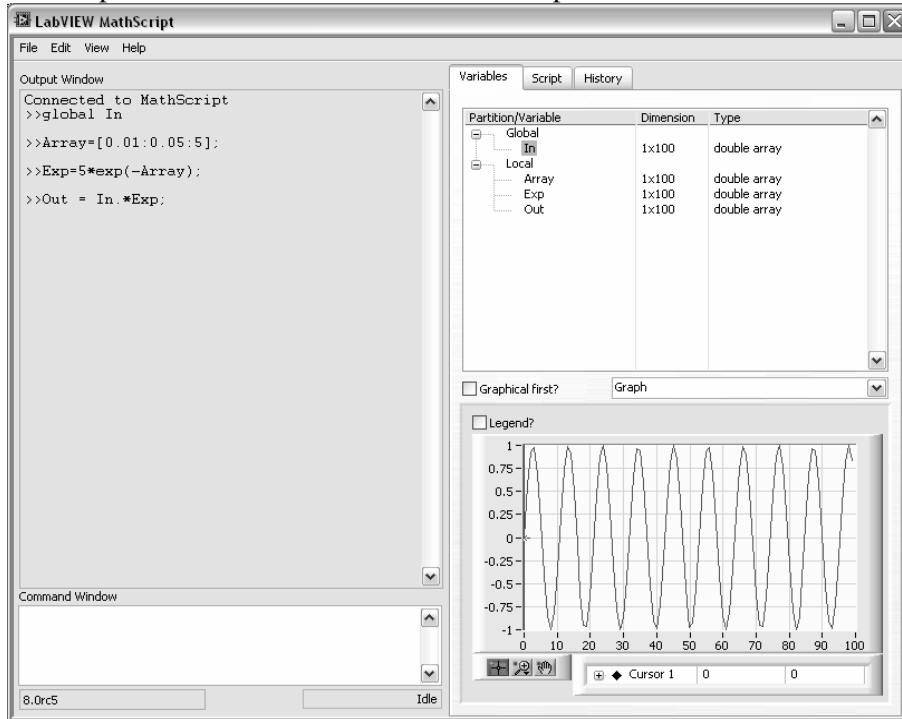 LabVIEW MathScript
File Edit View Help
Output Window
Connected to MathScript
>>global In
>>Array=[0.01:0.05:5];
>>Exp=5*exp(-Array);
>>Out = In.*Exp;
Command Window
8.0rc5 Idle
Variables Script History
Partition/Variable Dimension Type
Global
In 1x100 double array
Local
Array 1x100 double array
Exp 1x100 double array
Out 1x100 double array
Graphical first? Graph
Legend?
1
0.75
0.5
0.25
0
-0.25
-0.5
-0.75
-1
0 10 20 30 40 50 60 70 80 90 100
Cursor 1 0 0